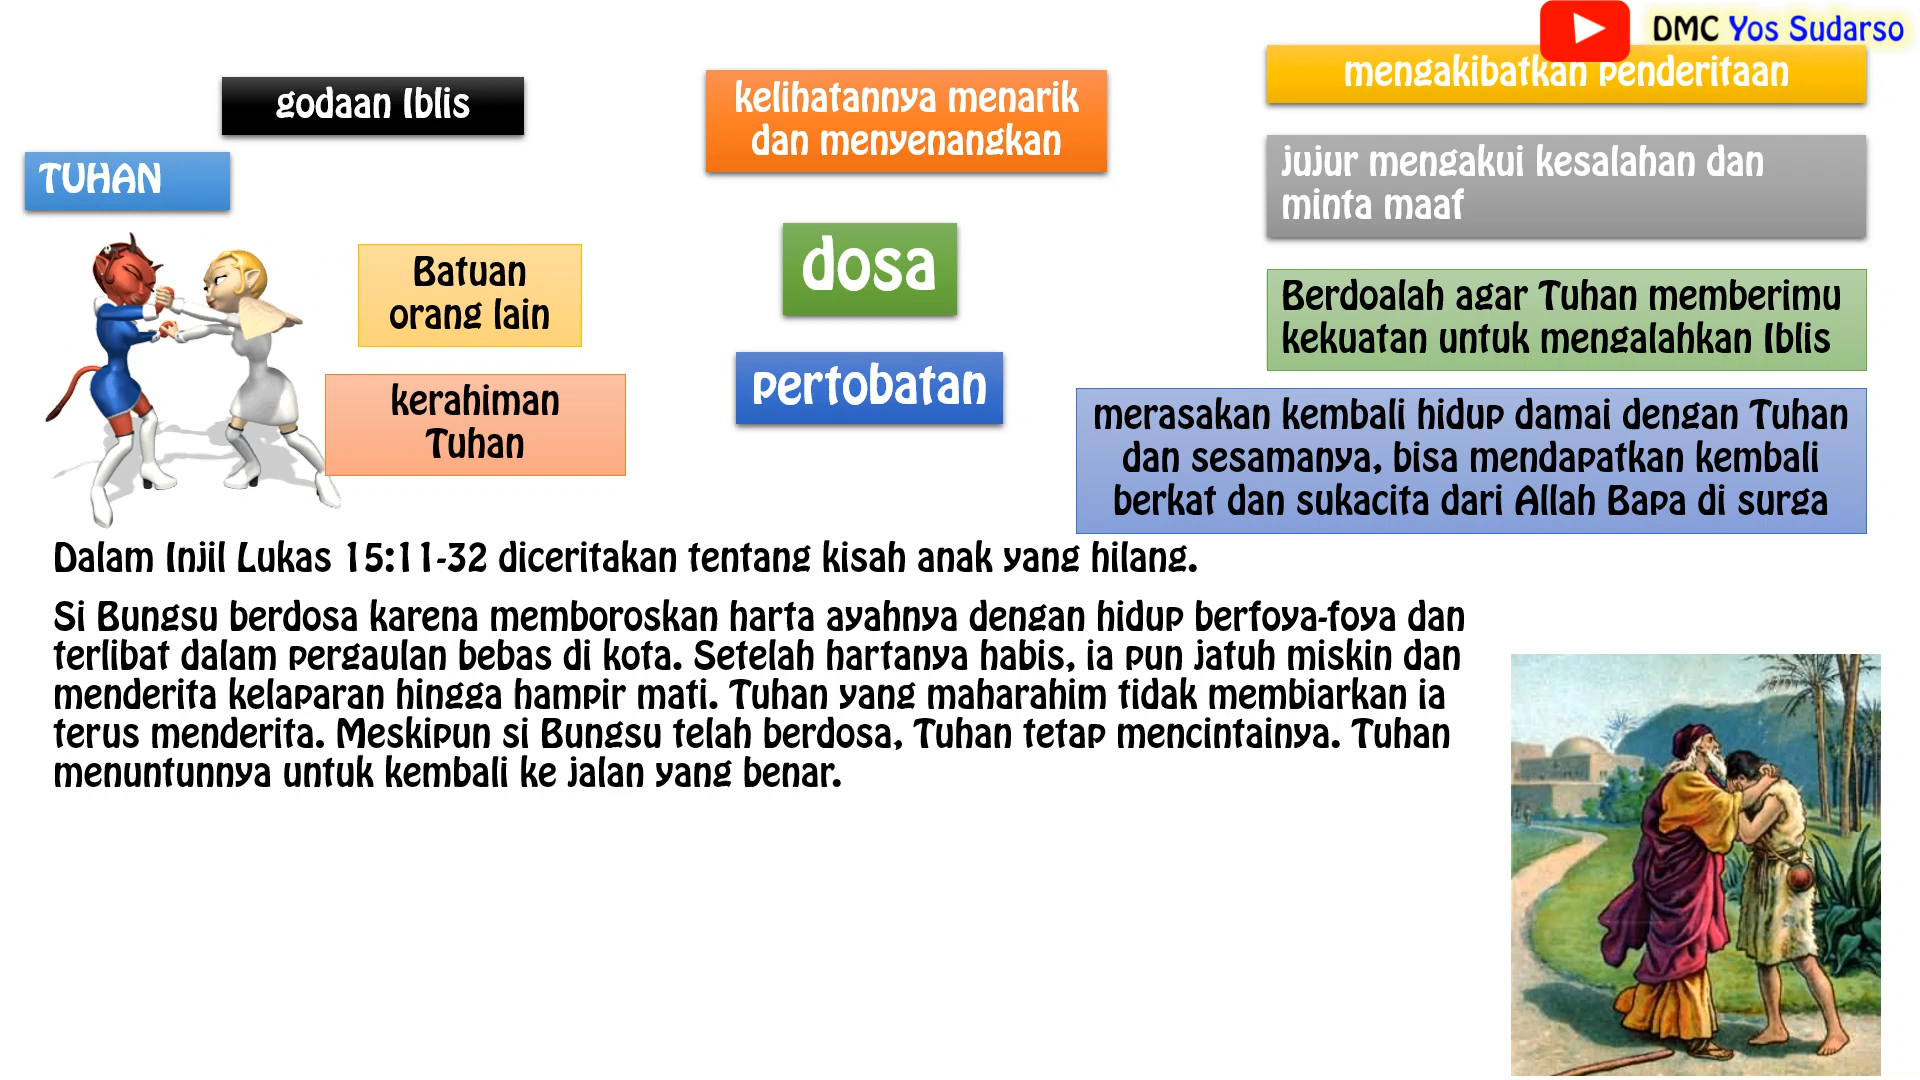 DMC Yos Sudarso
godaan Iblis
TUHAN
Batuan
orang lain
kerahiman
Tuhan
kelihatannya menarik
dan menyenangkan
dosa
pertobatan
mengakibatkan penderitaan
jujur mengakui kesalahan dan
minta maaf
Berdoalah agar Tuhan memberimu
kekuatan untuk mengalahkan Iblis
merasakan kembali hidup damai dengan Tuhan
dan sesamanya, bisa mendapatkan kembali
berkat dan sukacita dari Allah Bapa di surga
Dalam Injil Lukas 15:11-32 diceritakan tentang kisah anak yang hilang.
Si Bungsu berdosa karena memboroskan harta ayahnya dengan hidup berfoya-foya dan
terlibat dalam pergaulan bebas di kota. Setelah hartanya habis, ia pun jatuh miskin dan
menderita kelaparan hingga hampir mati. Tuhan yang maharahim tidak membiarkan ia
terus menderita. Meskipun si Bungsu telah berdosa, Tuhan tetap mencintainya. Tuhan
menuntunnya untuk kembali ke jalan yang benar.